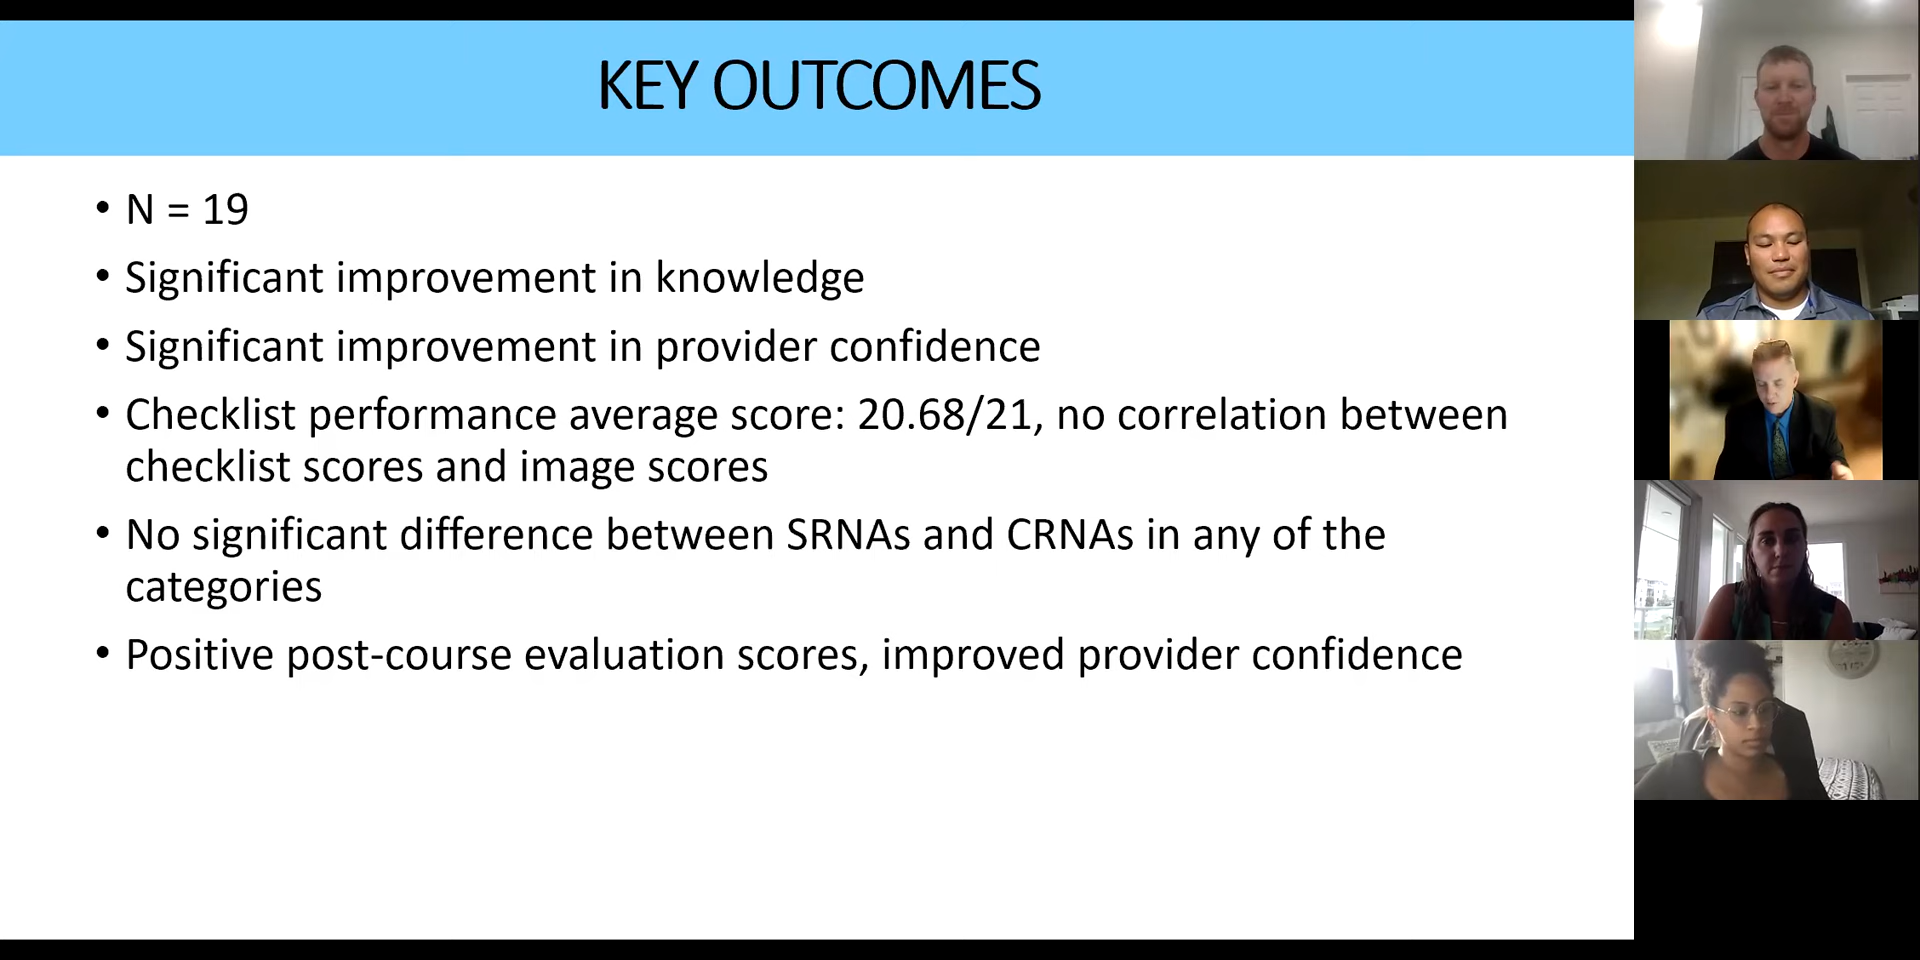 KEY OUTCOMES
• N = 19
• Significant improvement in knowledge
• Significant improvement in provider confidence
• Checklist performance average score: 20.68/21, no correlation between
checklist scores and image scores
• No significant difference between SRNAs and CRNAs in any of the
categories
• Positive post-course evaluation scores, improved provider confidence